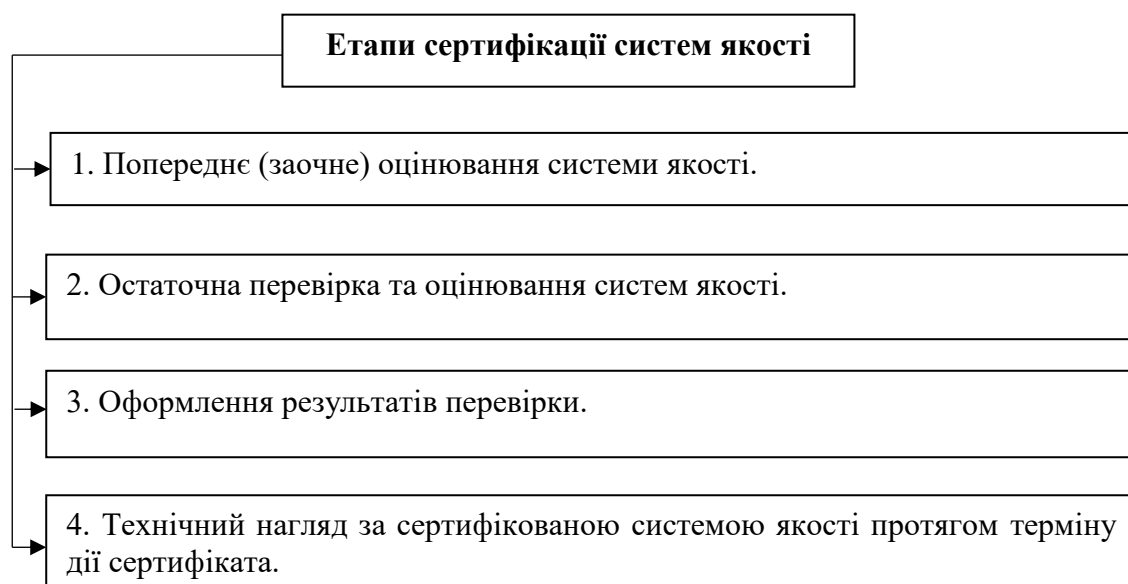 Етапи сертифікації систем якості
1. Попереднє (заочне) оцінювання системи якості.
2. Остаточна перевірка та оцінювання систем якості.
3. Оформлення результатів перевірки.
4. Технічний нагляд за сертифікованою системою якості протягом терміну
дії сертифіката.